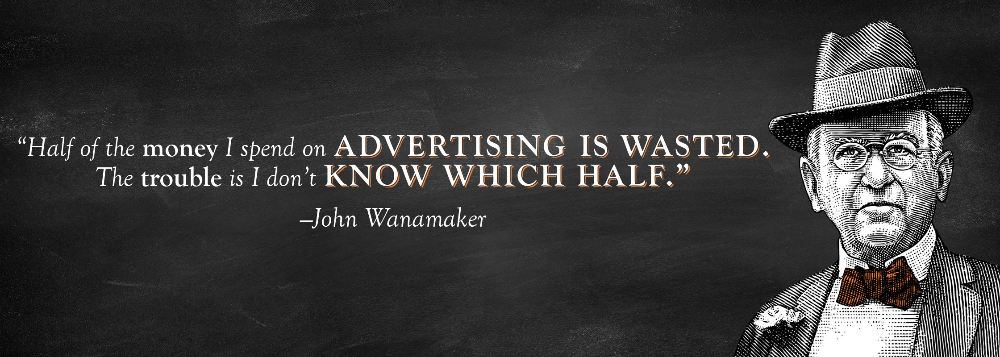 “Half of the money I spend on ADVERTISING IS WASTED.
The trouble is I don’t KNOW WHICH HALF.”
–John Wanamaker